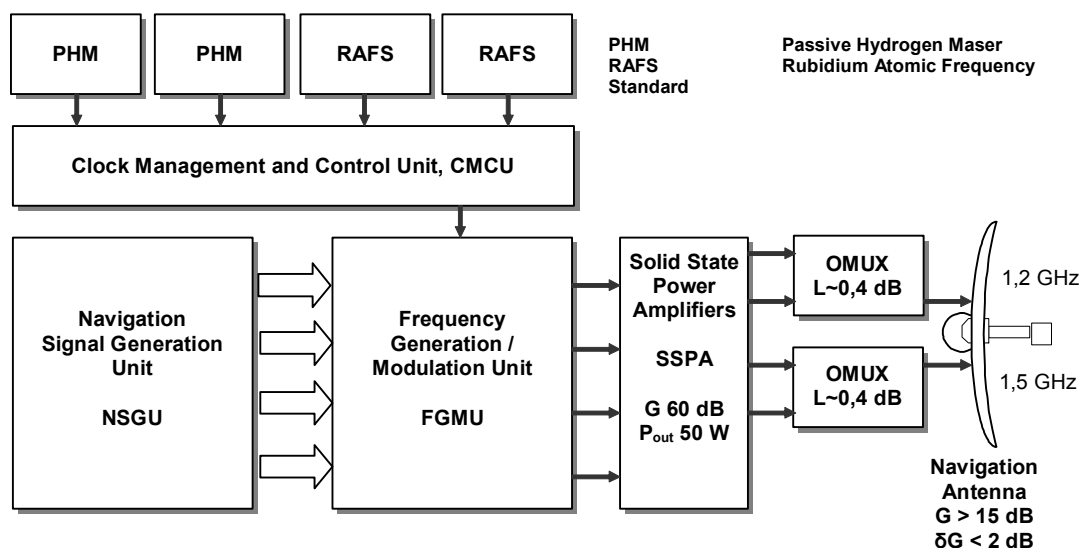 PHM
PHM
RAFS
RAFS
PHM Passive Hydrogen Maser
RAFS Rubidium Atomic Frequency
Standard
Clock Management and Control Unit, CMCU
Navigation
Signal Generation
Unit
NSGU
Frequency
Generation /
Modulation Unit
FGMU
Solid State
Power
Amplifiers
SSPA
G 60 dB
Pout 50 W
OMUX
L~0,4 dB
OMUX
L~0,4 dB
1,2 GHz
1,5 GHz
Navigation
Antenna
G > 15 dB
δG < 2 dB